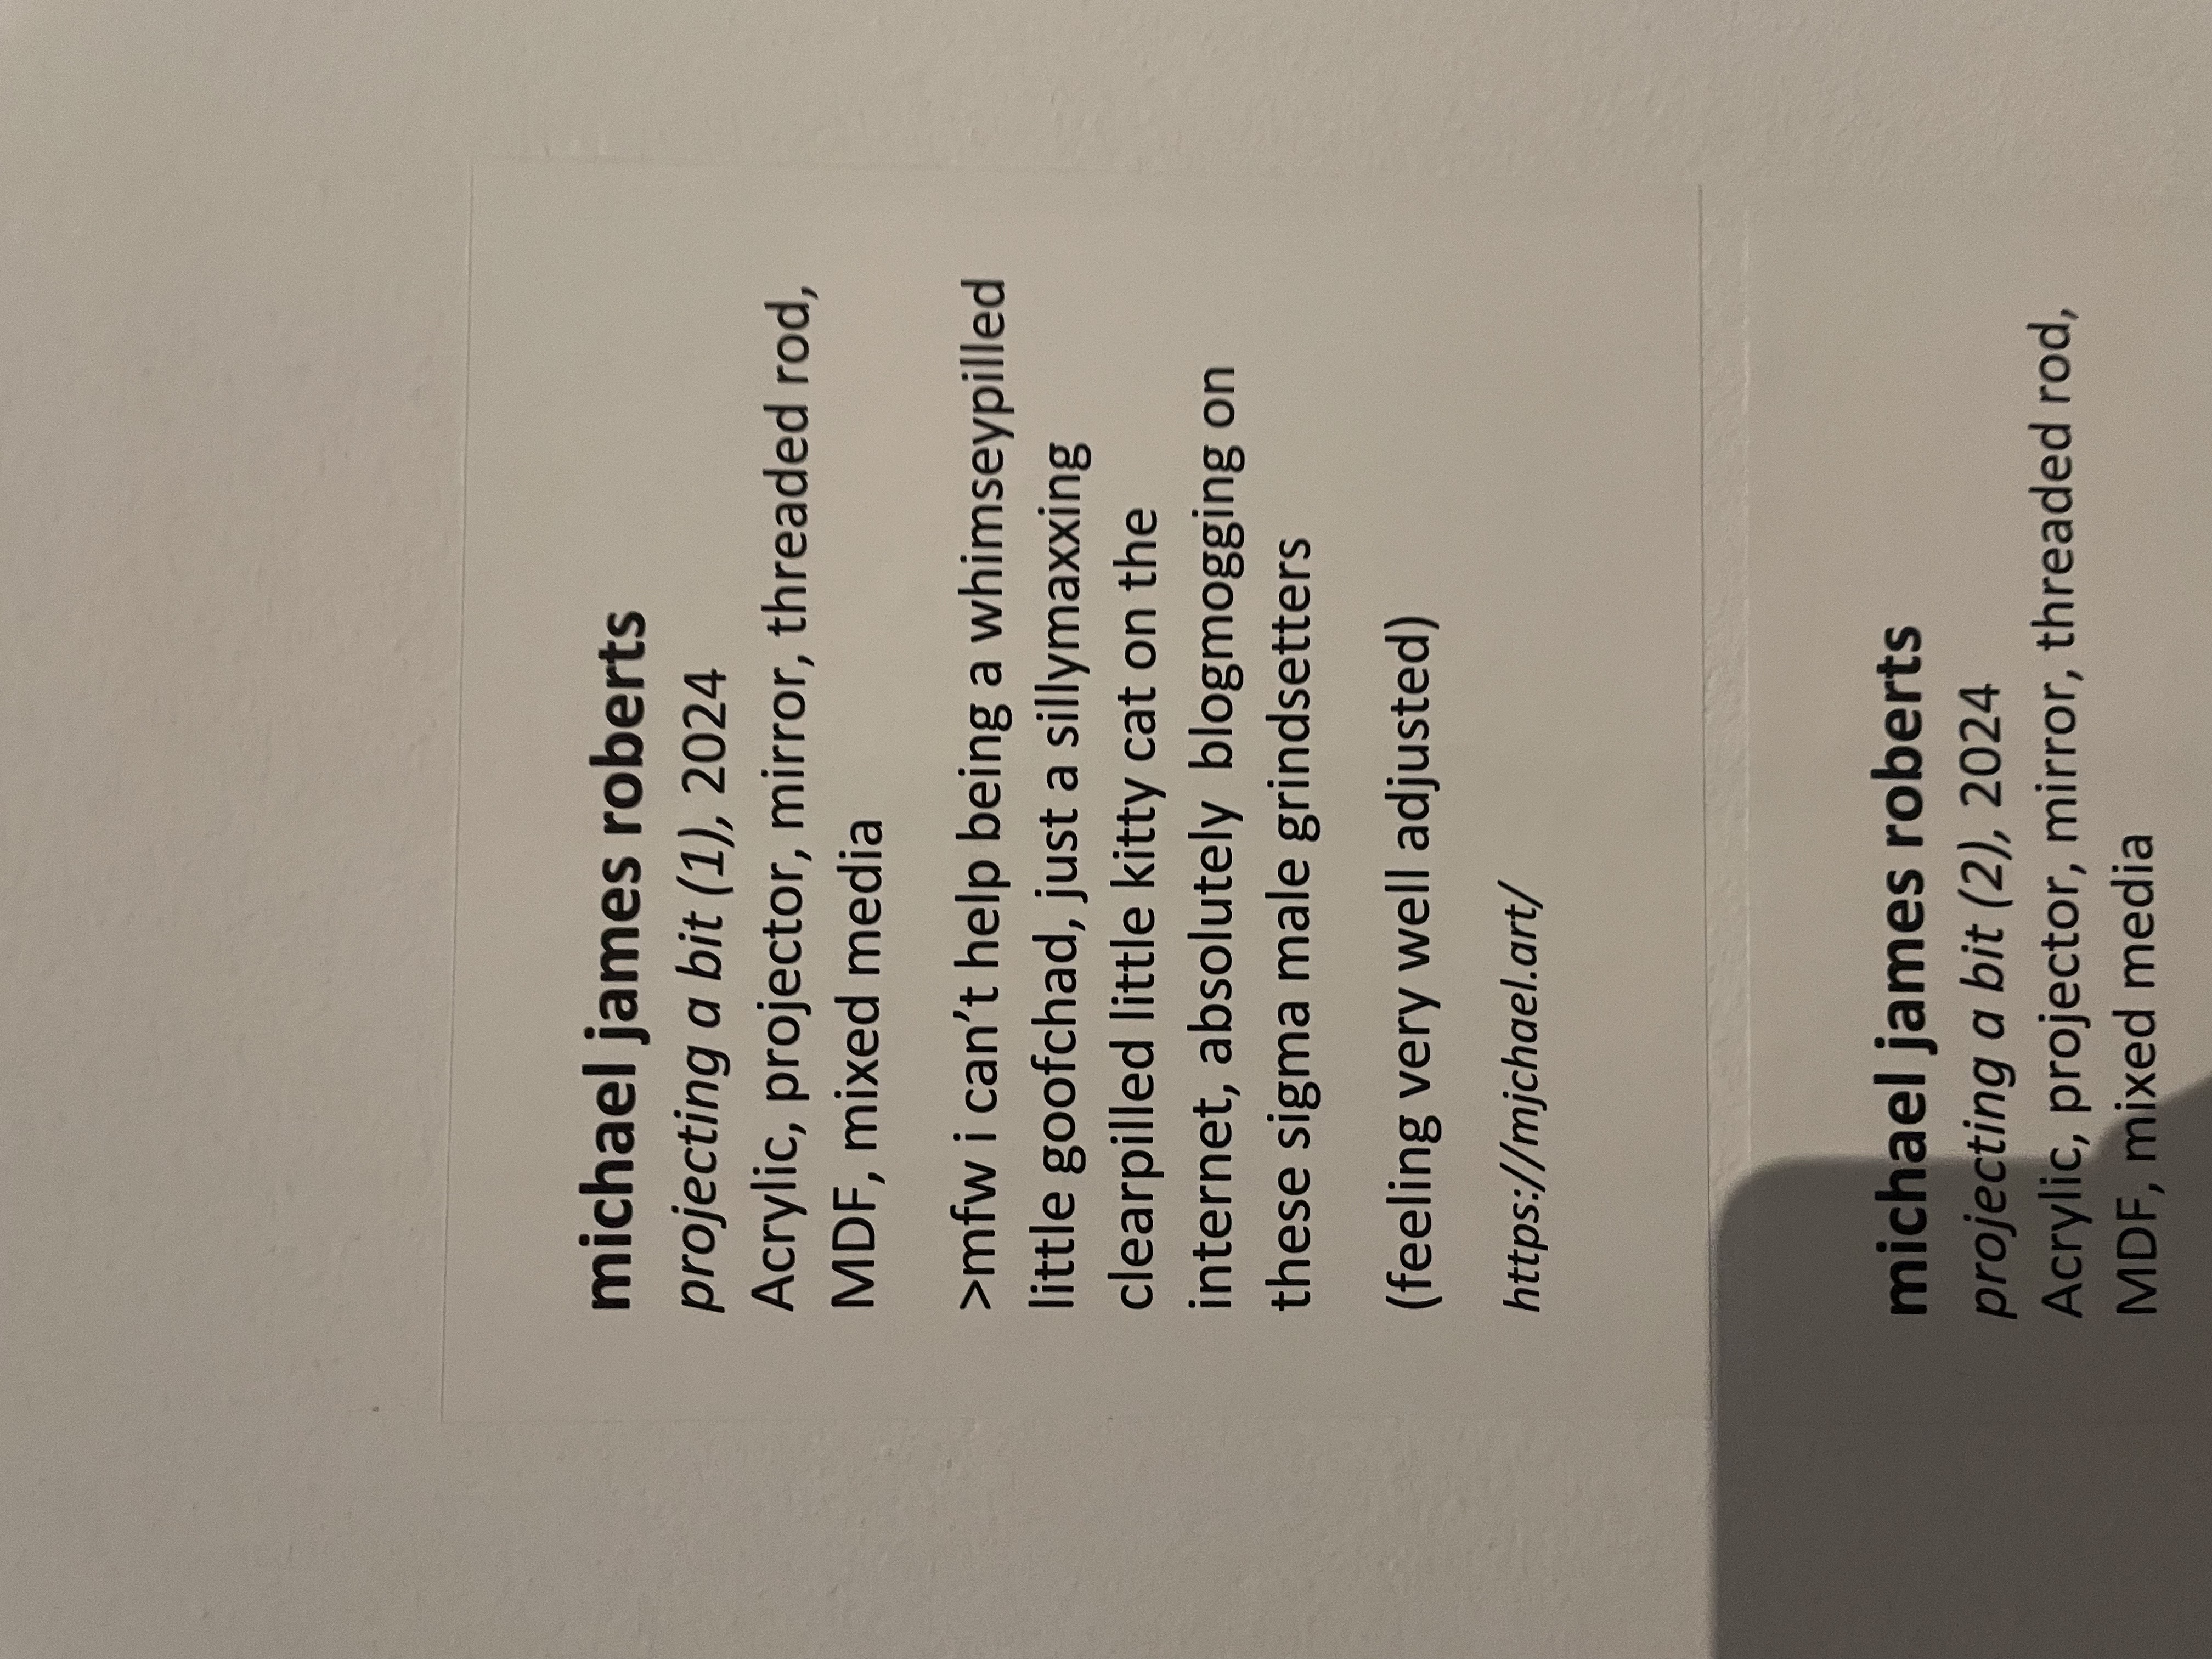 michael james roberts
projecting a bit (1), 2024
Acrylic, projector, mirror, threaded rod,
MDF, mixed media
>mfw i can’t help being a whimseypilled
little goofchad, just a sillymaxxing
clearpilled little kitty cat on the
internet, absolutely  blogmogging on
these sigma male grindsetters
(feeling very well adjusted)
https://mjchael.art/
michael james roberts
projecting a bit (2), 2024
Acrylic, projector, mirror, threaded rod,
MDF, mixed media